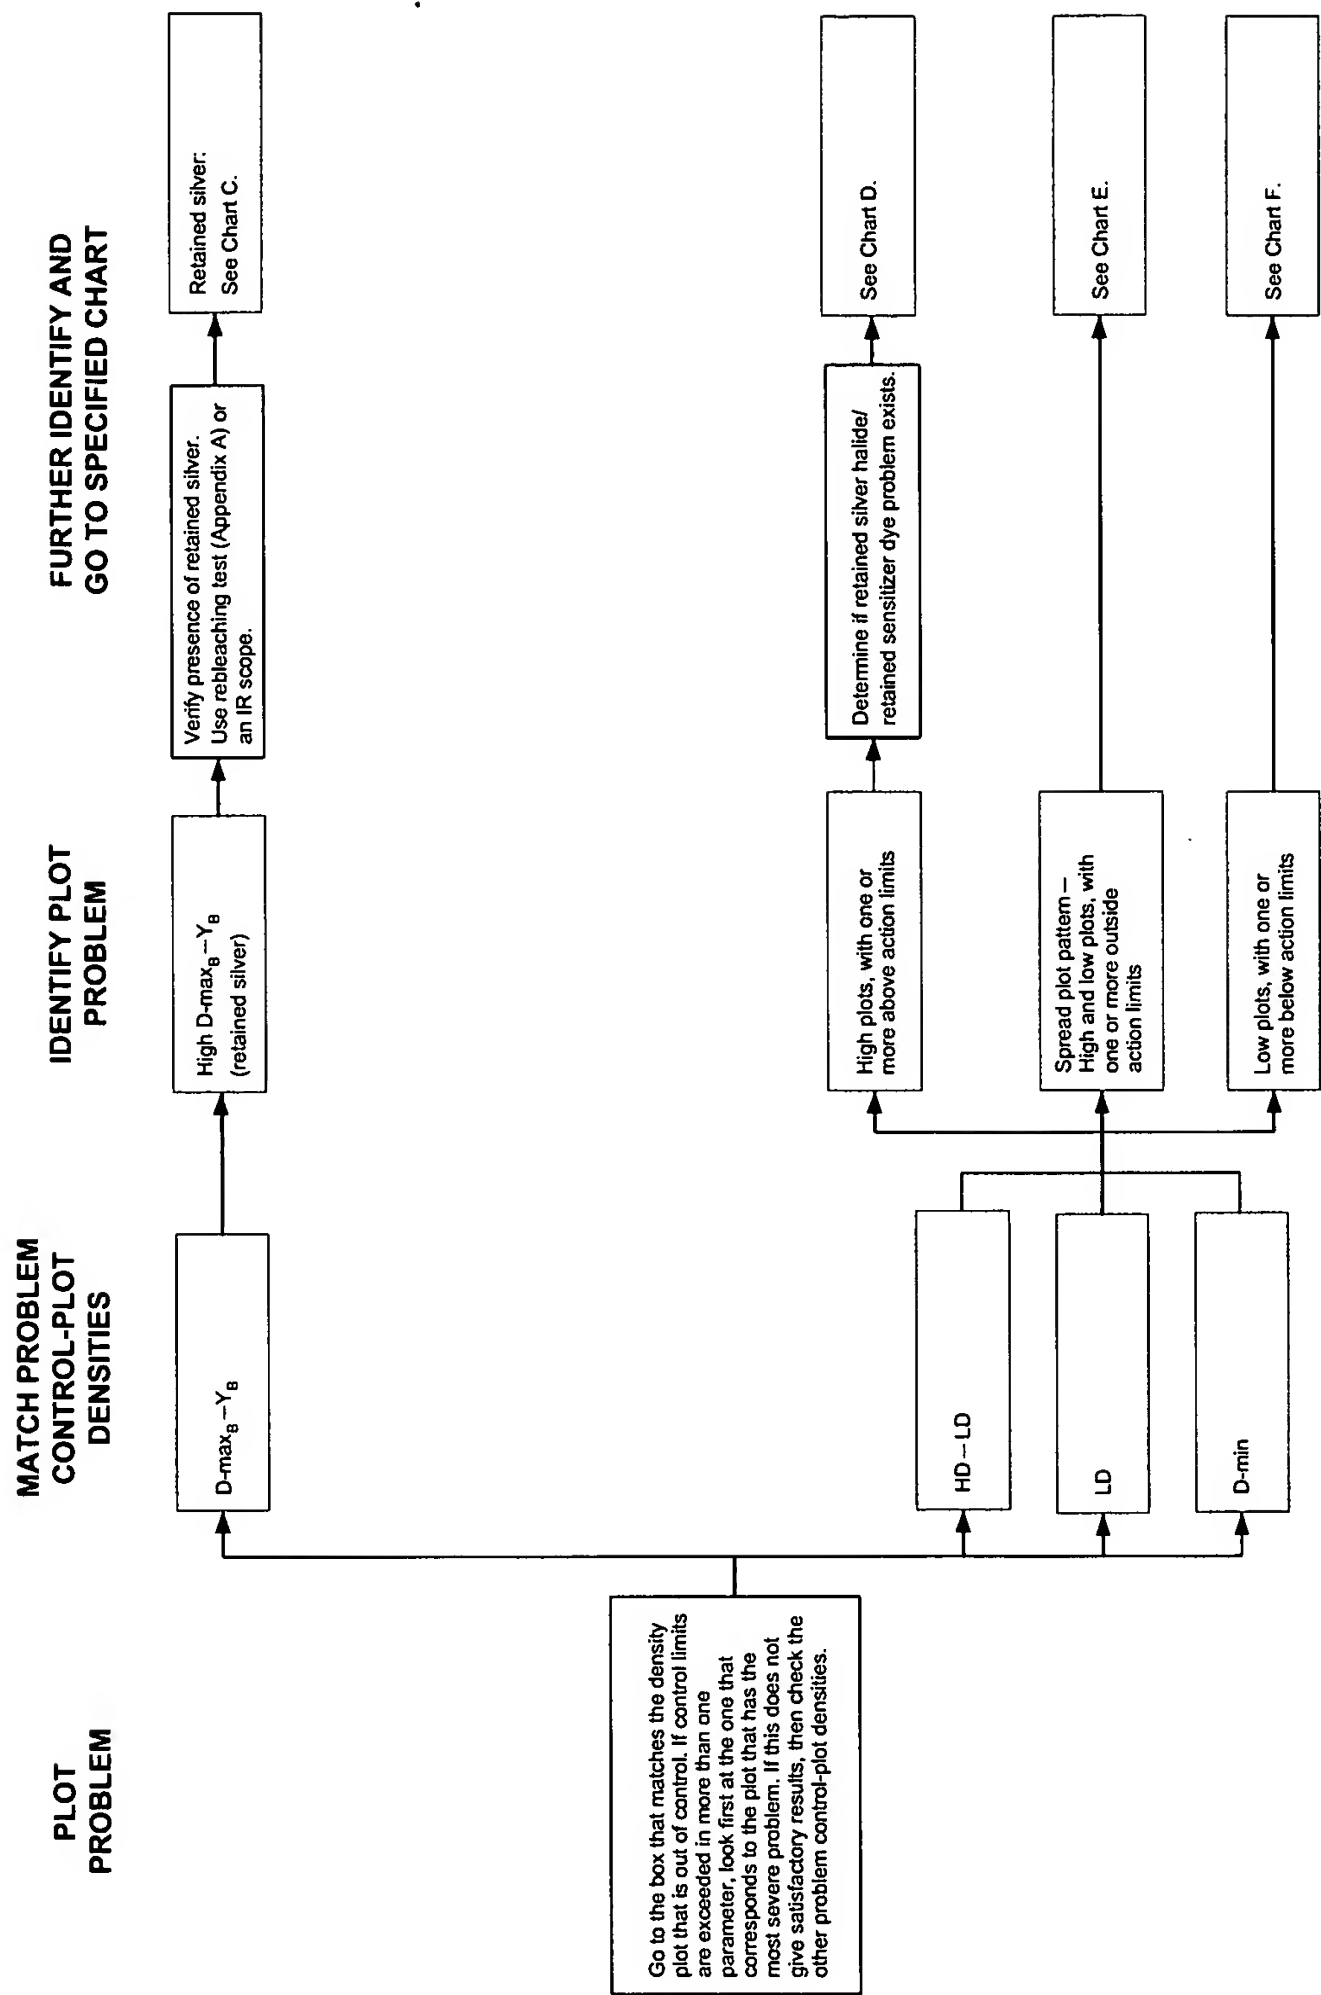 PLOT
PROBLEM
MATCH PROBLEM
CONTROL-PLOT
DENSITIES
IDENTIFY PLOT
PROBLEM
FURTHER IDENTIFY AND
GO TO SPECIFIED CHART
Go to the box that matches the density
plot that is out of control. If control limits
are exceeded in more than one
parameter, look first at the one that
corresponds to the plot that has the
most severe problem. If this does not
give satisfactory results, then check the
other problem control-plot densities.
D-maxB–YB
High D-maxB–YB
(retained silver)
Verify presence of retained silver.
Use rebleaching test (Appendix A) or
an IR scope.
Retained silver:
See Chart C.
HD–LD
LD
D-min
High plots, with one or
more above action limits
Determine if retained silver halide/
retained sensitizer dye problem exists.
See Chart D.
Spread plot pattern–
High and low plots, with
one or more outside
action limits
See Chart E.
Low plots, with one or
more below action limits
See Chart F.